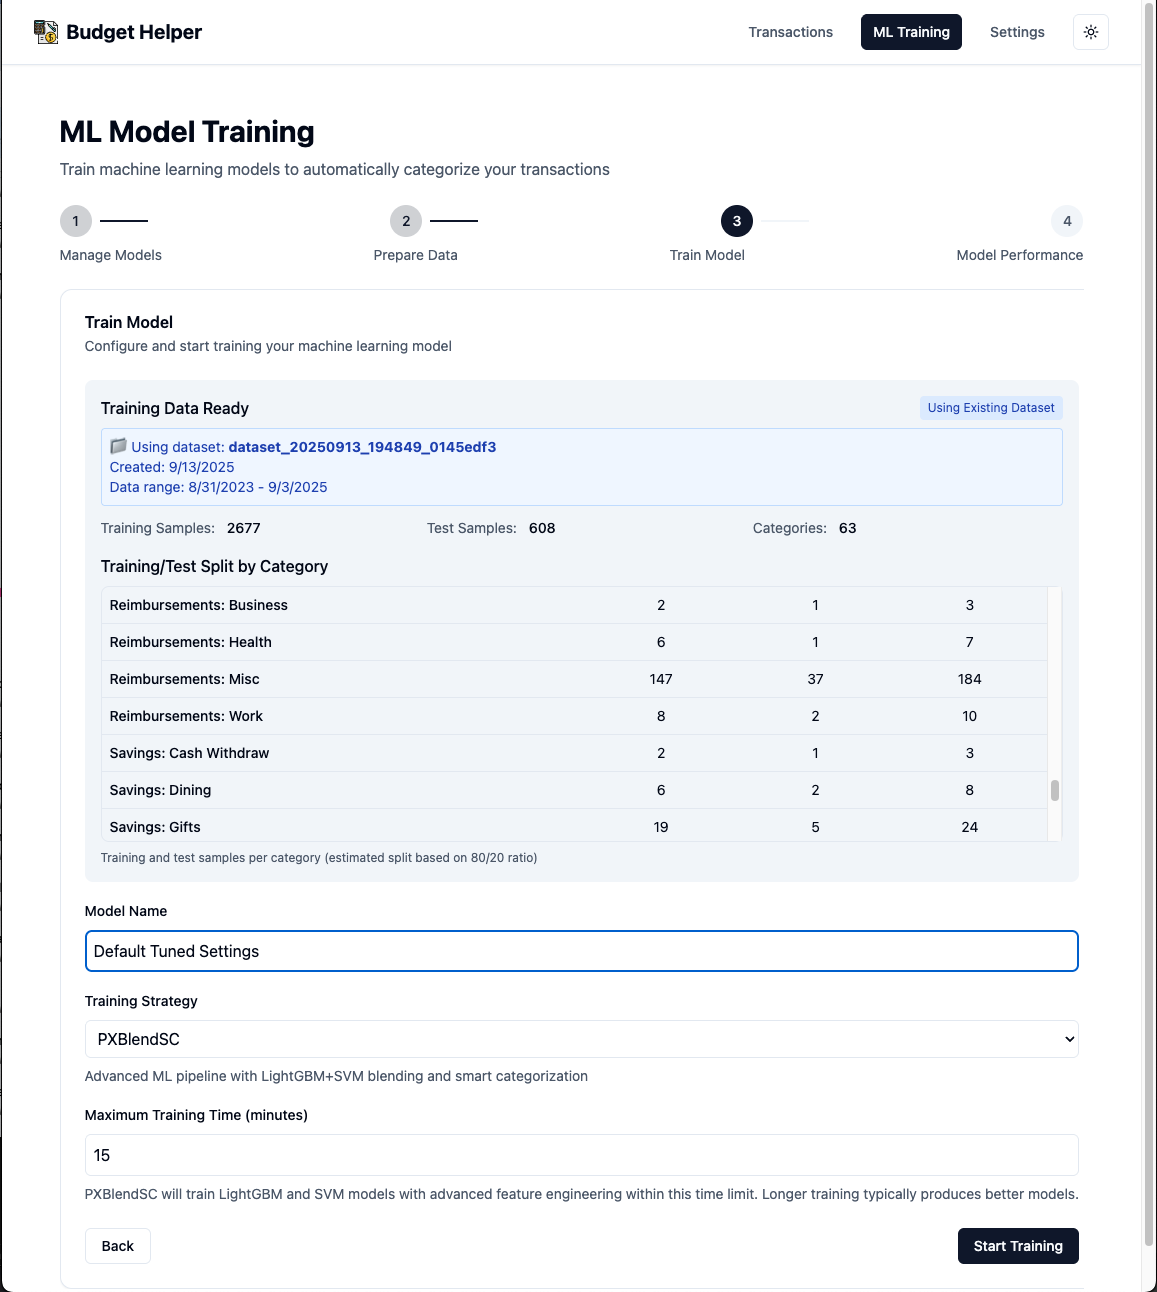 Budget Helper
Transactions
ML Training
Settings
ML Model Training
Train machine learning models to automatically categorize your transactions
1
2
3
4
Manage Models
Prepare Data
Train Model
Model Performance
Train Model
Configure and start training your machine learning model
Training Data Ready
Using Existing Dataset
Using dataset: dataset_20250913_194849_0145edf3
Created: 9/13/2025
Data range: 8/31/2023 - 9/3/2025
Training Samples: 2677
Test Samples: 608
Categories: 63
Training/Test Split by Category
Reimbursements: Business 2 1 3
Reimbursements: Health 6 1 7
Reimbursements: Misc 147 37 184
Reimbursements: Work 8 2 10
Savings: Cash Withdraw 2 1 3
Savings: Dining 6 2 8
Savings: Gifts 19 5 24
Training and test samples per category (estimated split based on 80/20 ratio)
Model Name
Default Tuned Settings
Training Strategy
PXBlendSC
Advanced ML pipeline with LightGBM+SVM blending and smart categorization
Maximum Training Time (minutes)
15
PXBlendSC will train LightGBM and SVM models with advanced feature engineering within this time limit. Longer training typically produces better models.
Back
Start Training